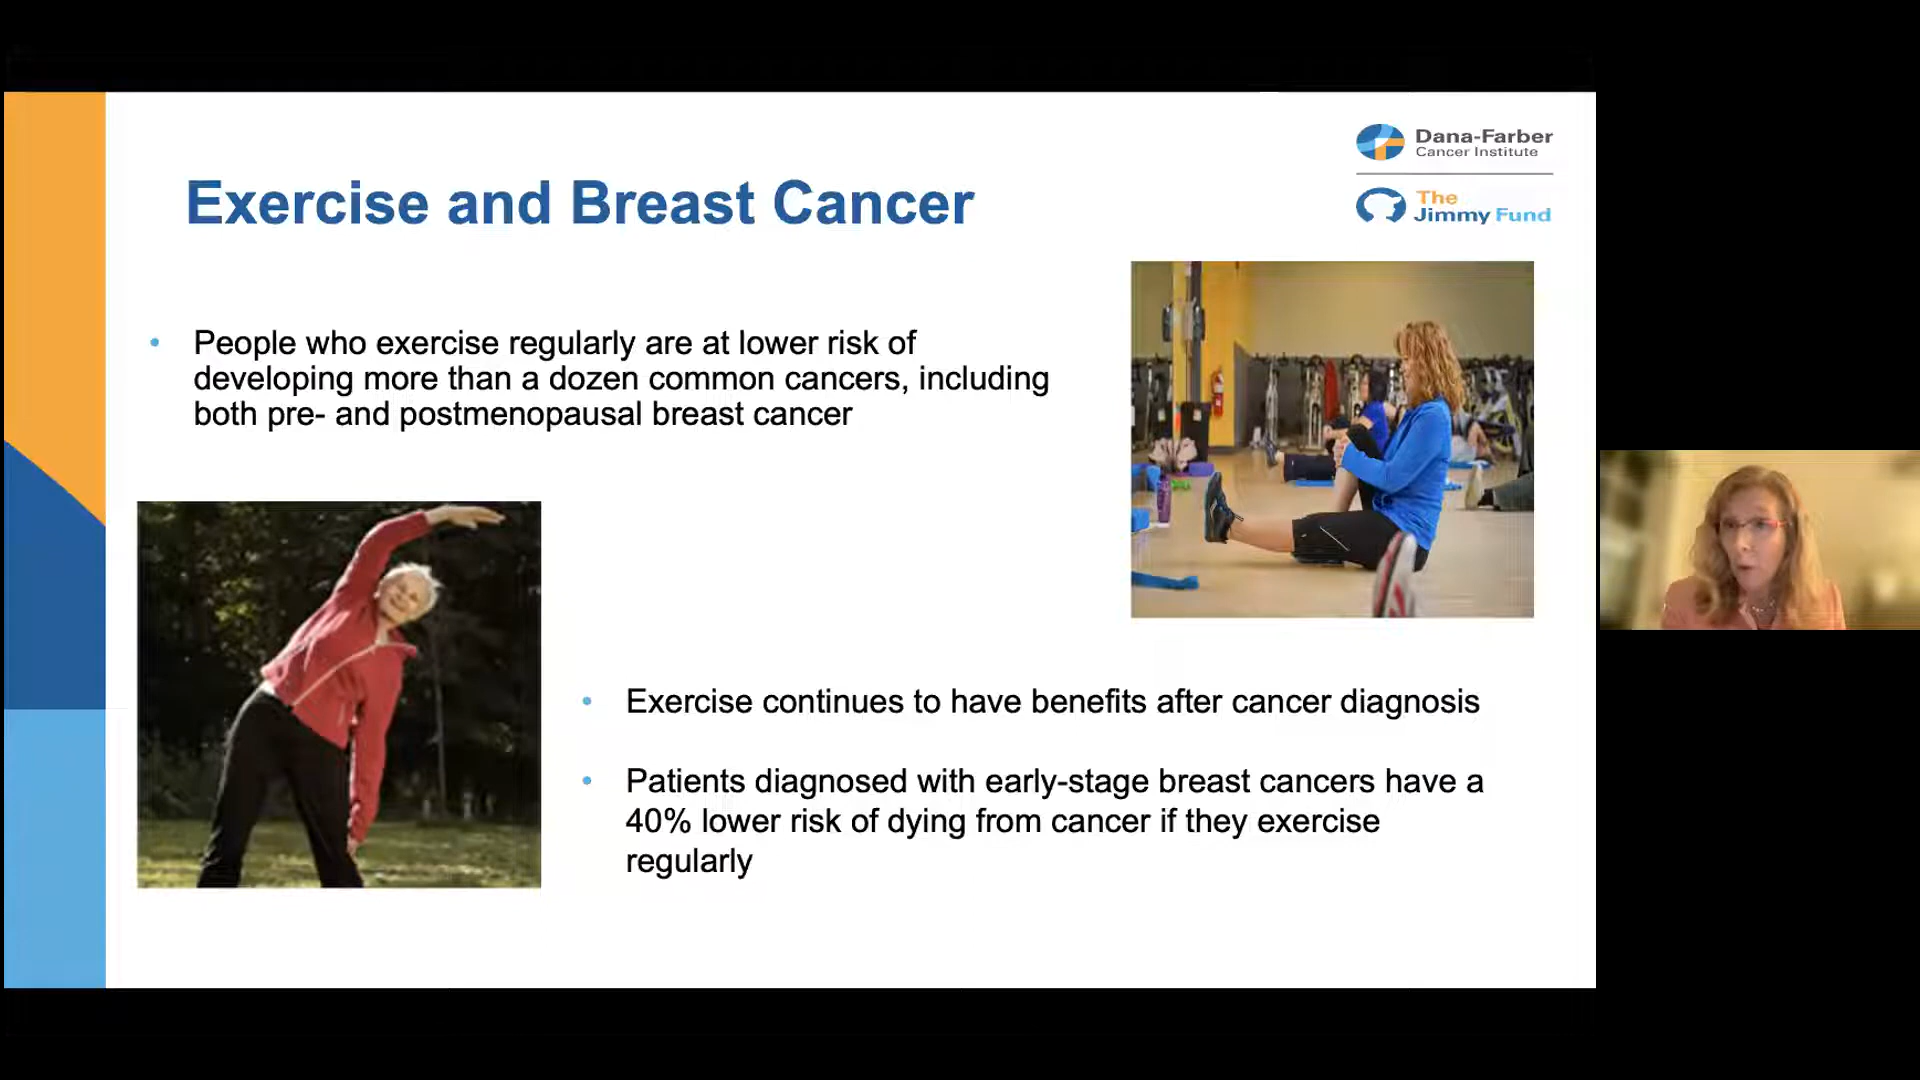 Dana-Farber
Cancer Institute
The
Jimmy Fund
Exercise and Breast Cancer
• People who exercise regularly are at lower risk of
developing more than a dozen common cancers, including
both pre- and postmenopausal breast cancer
• Exercise continues to have benefits after cancer diagnosis
• Patients diagnosed with early-stage breast cancers have a
40% lower risk of dying from cancer if they exercise
regularly